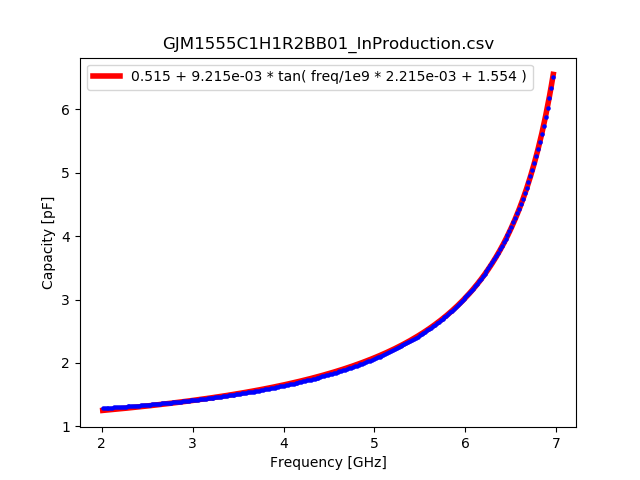 GJM1555C1H1R2BB01_InProduction.csv
0.515 + 9.215e-03 * tan( freq/1e9 * 2.215e-03 + 1.554 )
6
5
4
3
2
1
Capacity [pF]
2 3 4 5 6 7
Frequency [GHz]